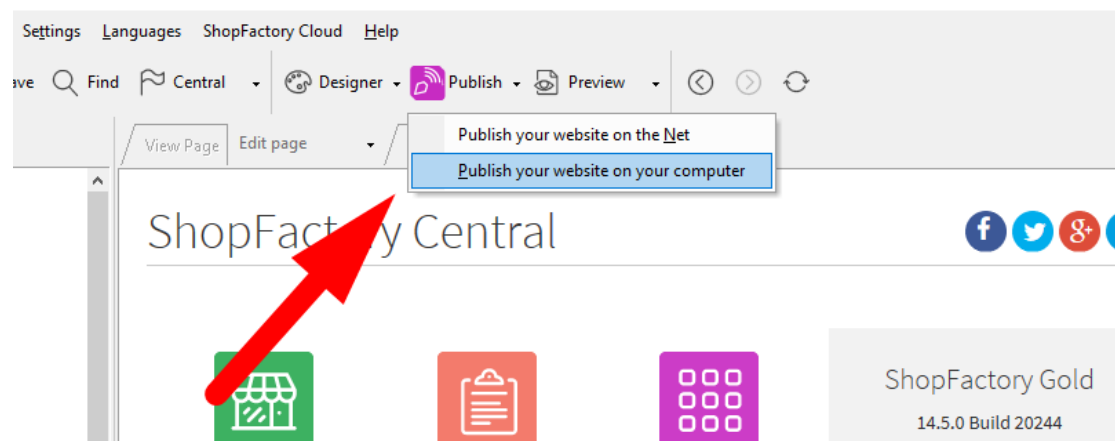 Settings Languages ShopFactory Cloud Help
ave Find Central Designer Publish Preview
View Page Edit page
Publish your website on the Net
Publish your website on your computer
ShopFactory Central
f g+
ShopFactory Gold
14.5.0 Build 20244